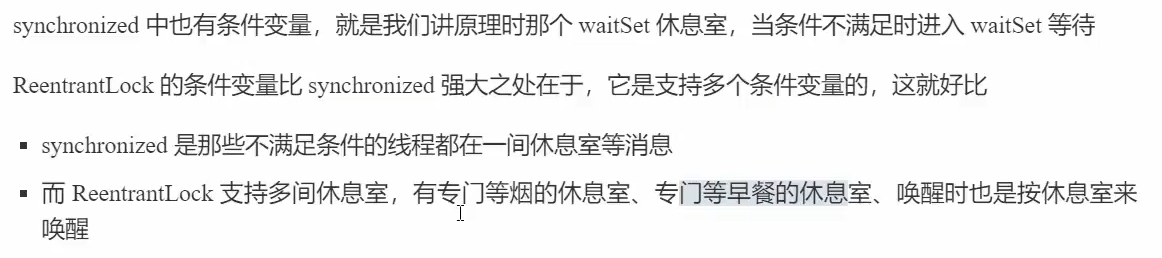 synchronized 中也有条件变量，就是我们讲原理时那个 waitSet 休息室，当条件不满足时进入 waitSet 等待
ReentrantLock 的条件变量比 synchronized 强大之处在于，它是支持多个条件变量的，这就好比
▪ synchronized 是那些不满足条件的线程都在一间休息室等消息
▪ 而 ReentrantLock 支持多间休息室，有专门等烟的休息室、专门等早餐的休息室、唤醒时也是按休息室来
唤醒